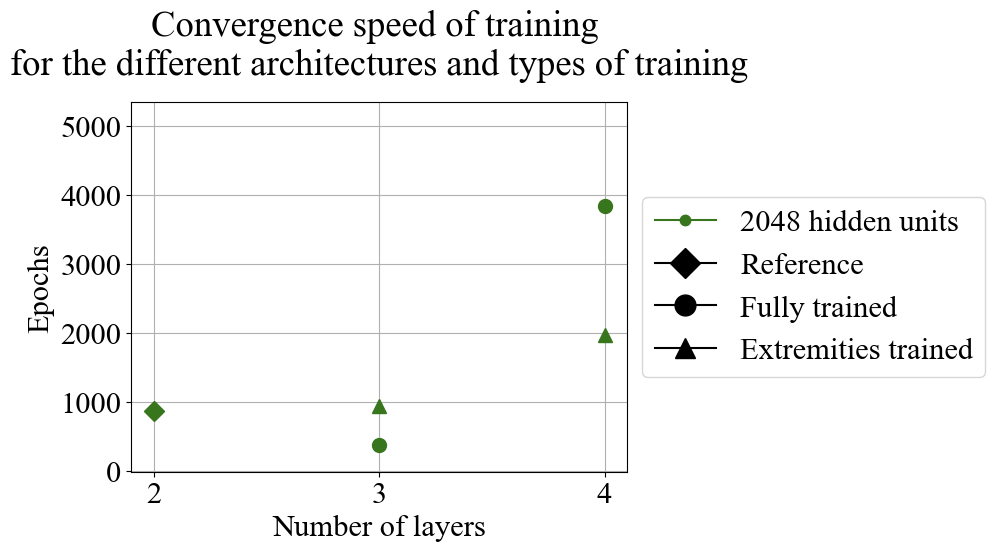 Convergence speed of training
for the different architectures and types of training
5000
4000
3000
2000
1000
0
Epochs
2 3 4
Number of layers
2048 hidden units
Reference
Fully trained
Extremities trained